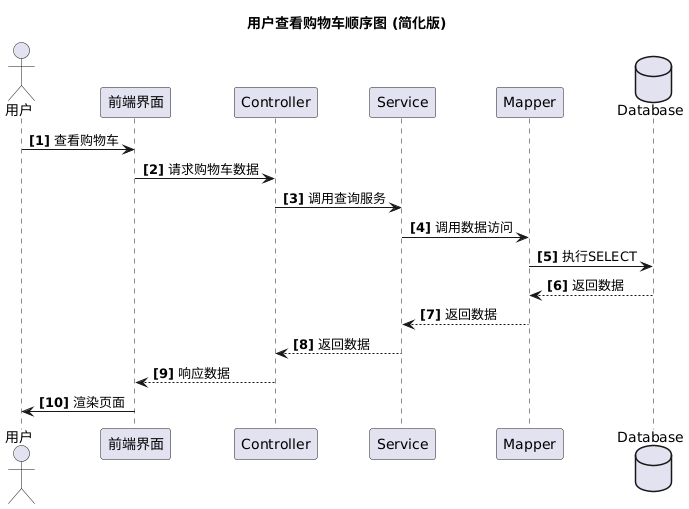 用户查看购物车顺序图 (简化版)
用户
前端界面
Controller
Service
Mapper
Database
[1] 查看购物车
[2] 请求购物车数据
[3] 调用查询服务
[4] 调用数据访问
[5] 执行SELECT
[6] 返回数据
[7] 返回数据
[8] 返回数据
[9] 响应数据
[10] 渲染页面
用户
前端界面
Controller
Service
Mapper
Database